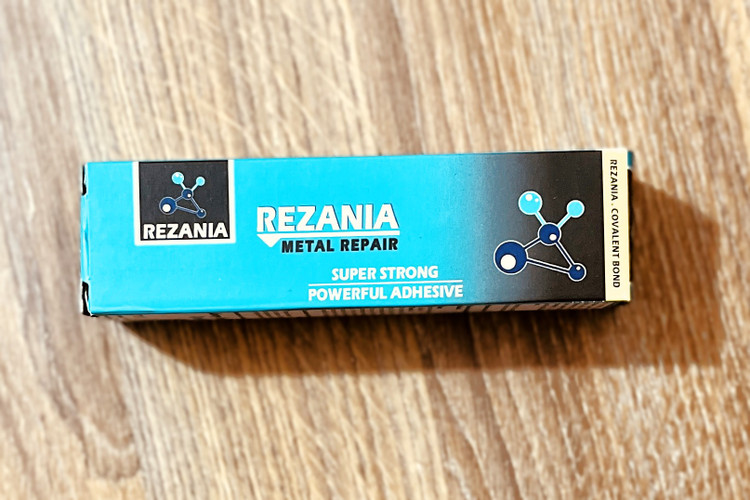 REZANIA
REZANIA
METAL REPAIR
SUPER STRONG
POWERFUL ADHESIVE
REZANIA . COVALENT BOND